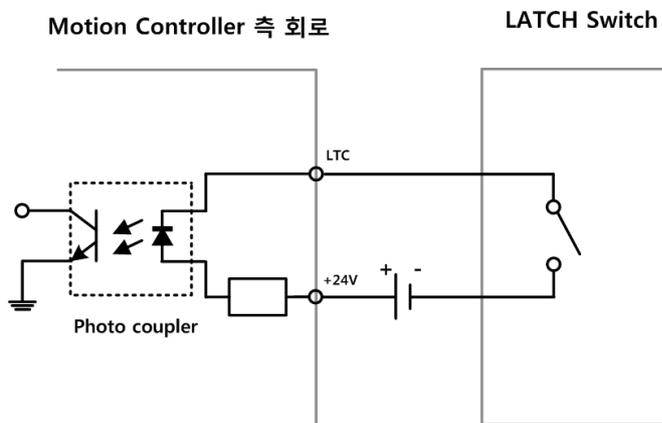 Motion Controller 측 회로
LATCH Switch
LTC
+24V
+ -
Photo coupler